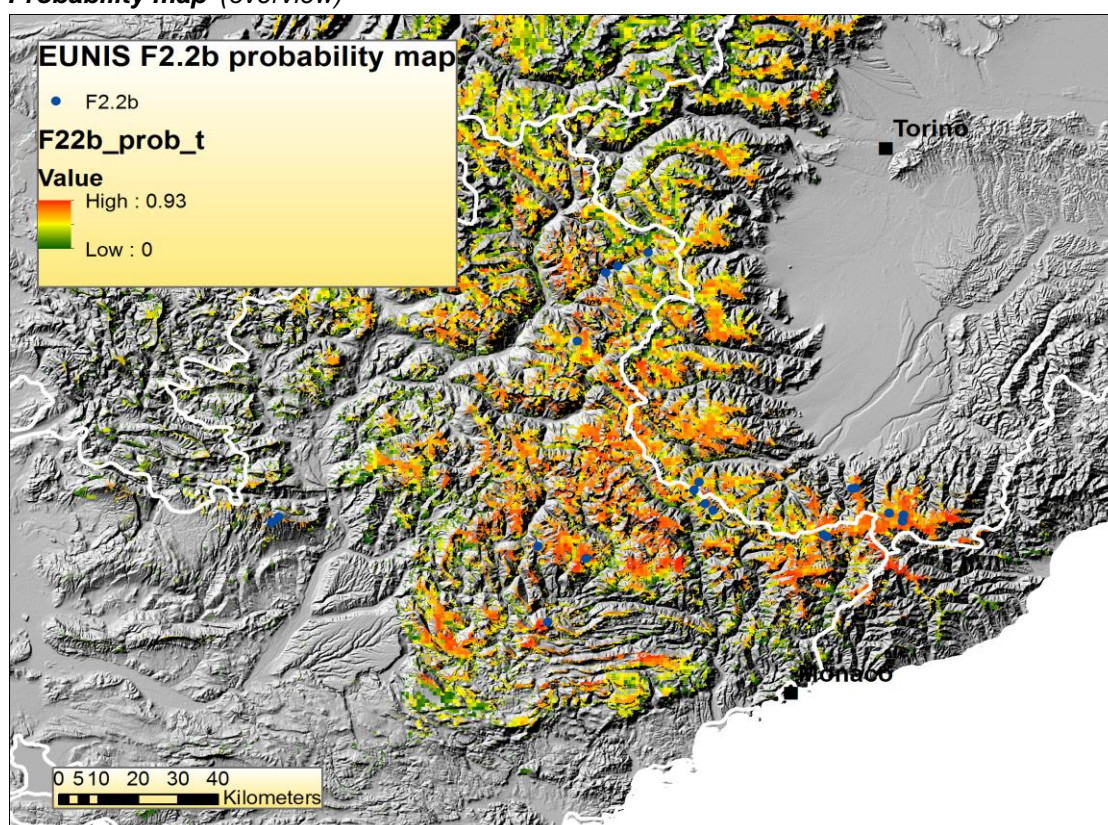 Probability map (overview)
EUNIS F2.2b probability map
F2.2b
F22b_prob_t
Value
High : 0.93
Low : 0
Torino
Monaco
0 5 10 20 30 40
Kilometers